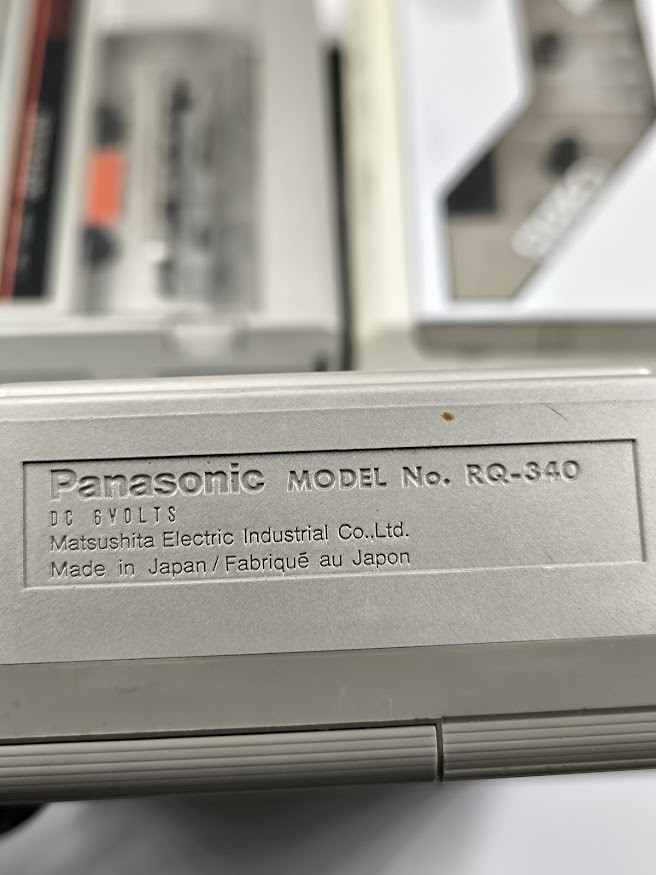 Panasonic MODEL No. RQ-340
DC 6VOLTS
Matsushita Electric Industrial Co.,Ltd.
Made in Japan / Fabriqué au Japon